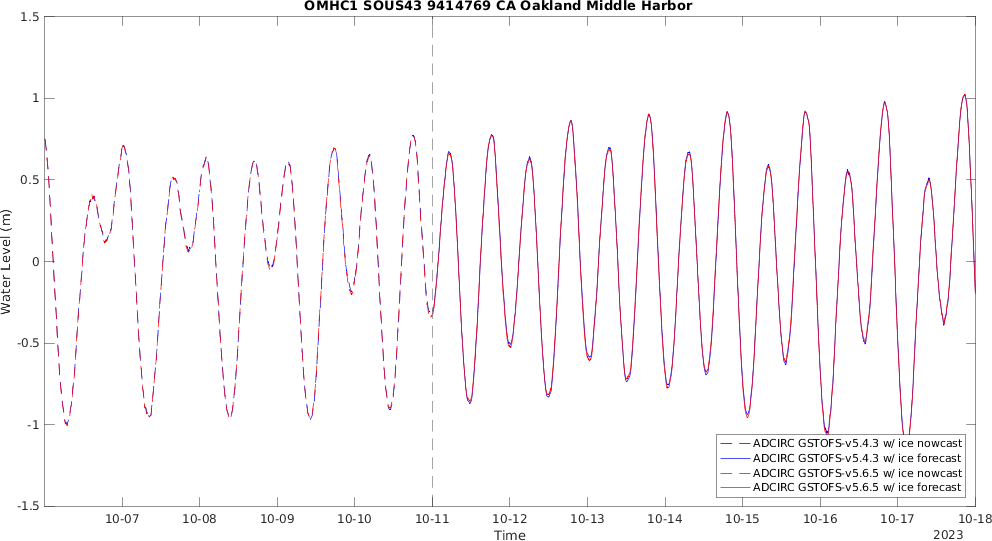 OMHC1 SOUS43 9414769 CA Oakland Middle Harbor
1.5
1
0.5
0
-0.5
-1
-1.5
Water Level (m)
10-07 10-08 10-09 10-10 10-11 10-12 10-13 10-14 10-15 10-16 10-17 10-18
Time
2023
ADCIRC GSTOFS-v5.4.3 w/ ice nowcast
ADCIRC GSTOFS-v5.4.3 w/ ice forecast
ADCIRC GSTOFS-v5.6.5 w/ ice nowcast
ADCIRC GSTOFS-v5.6.5 w/ ice forecast